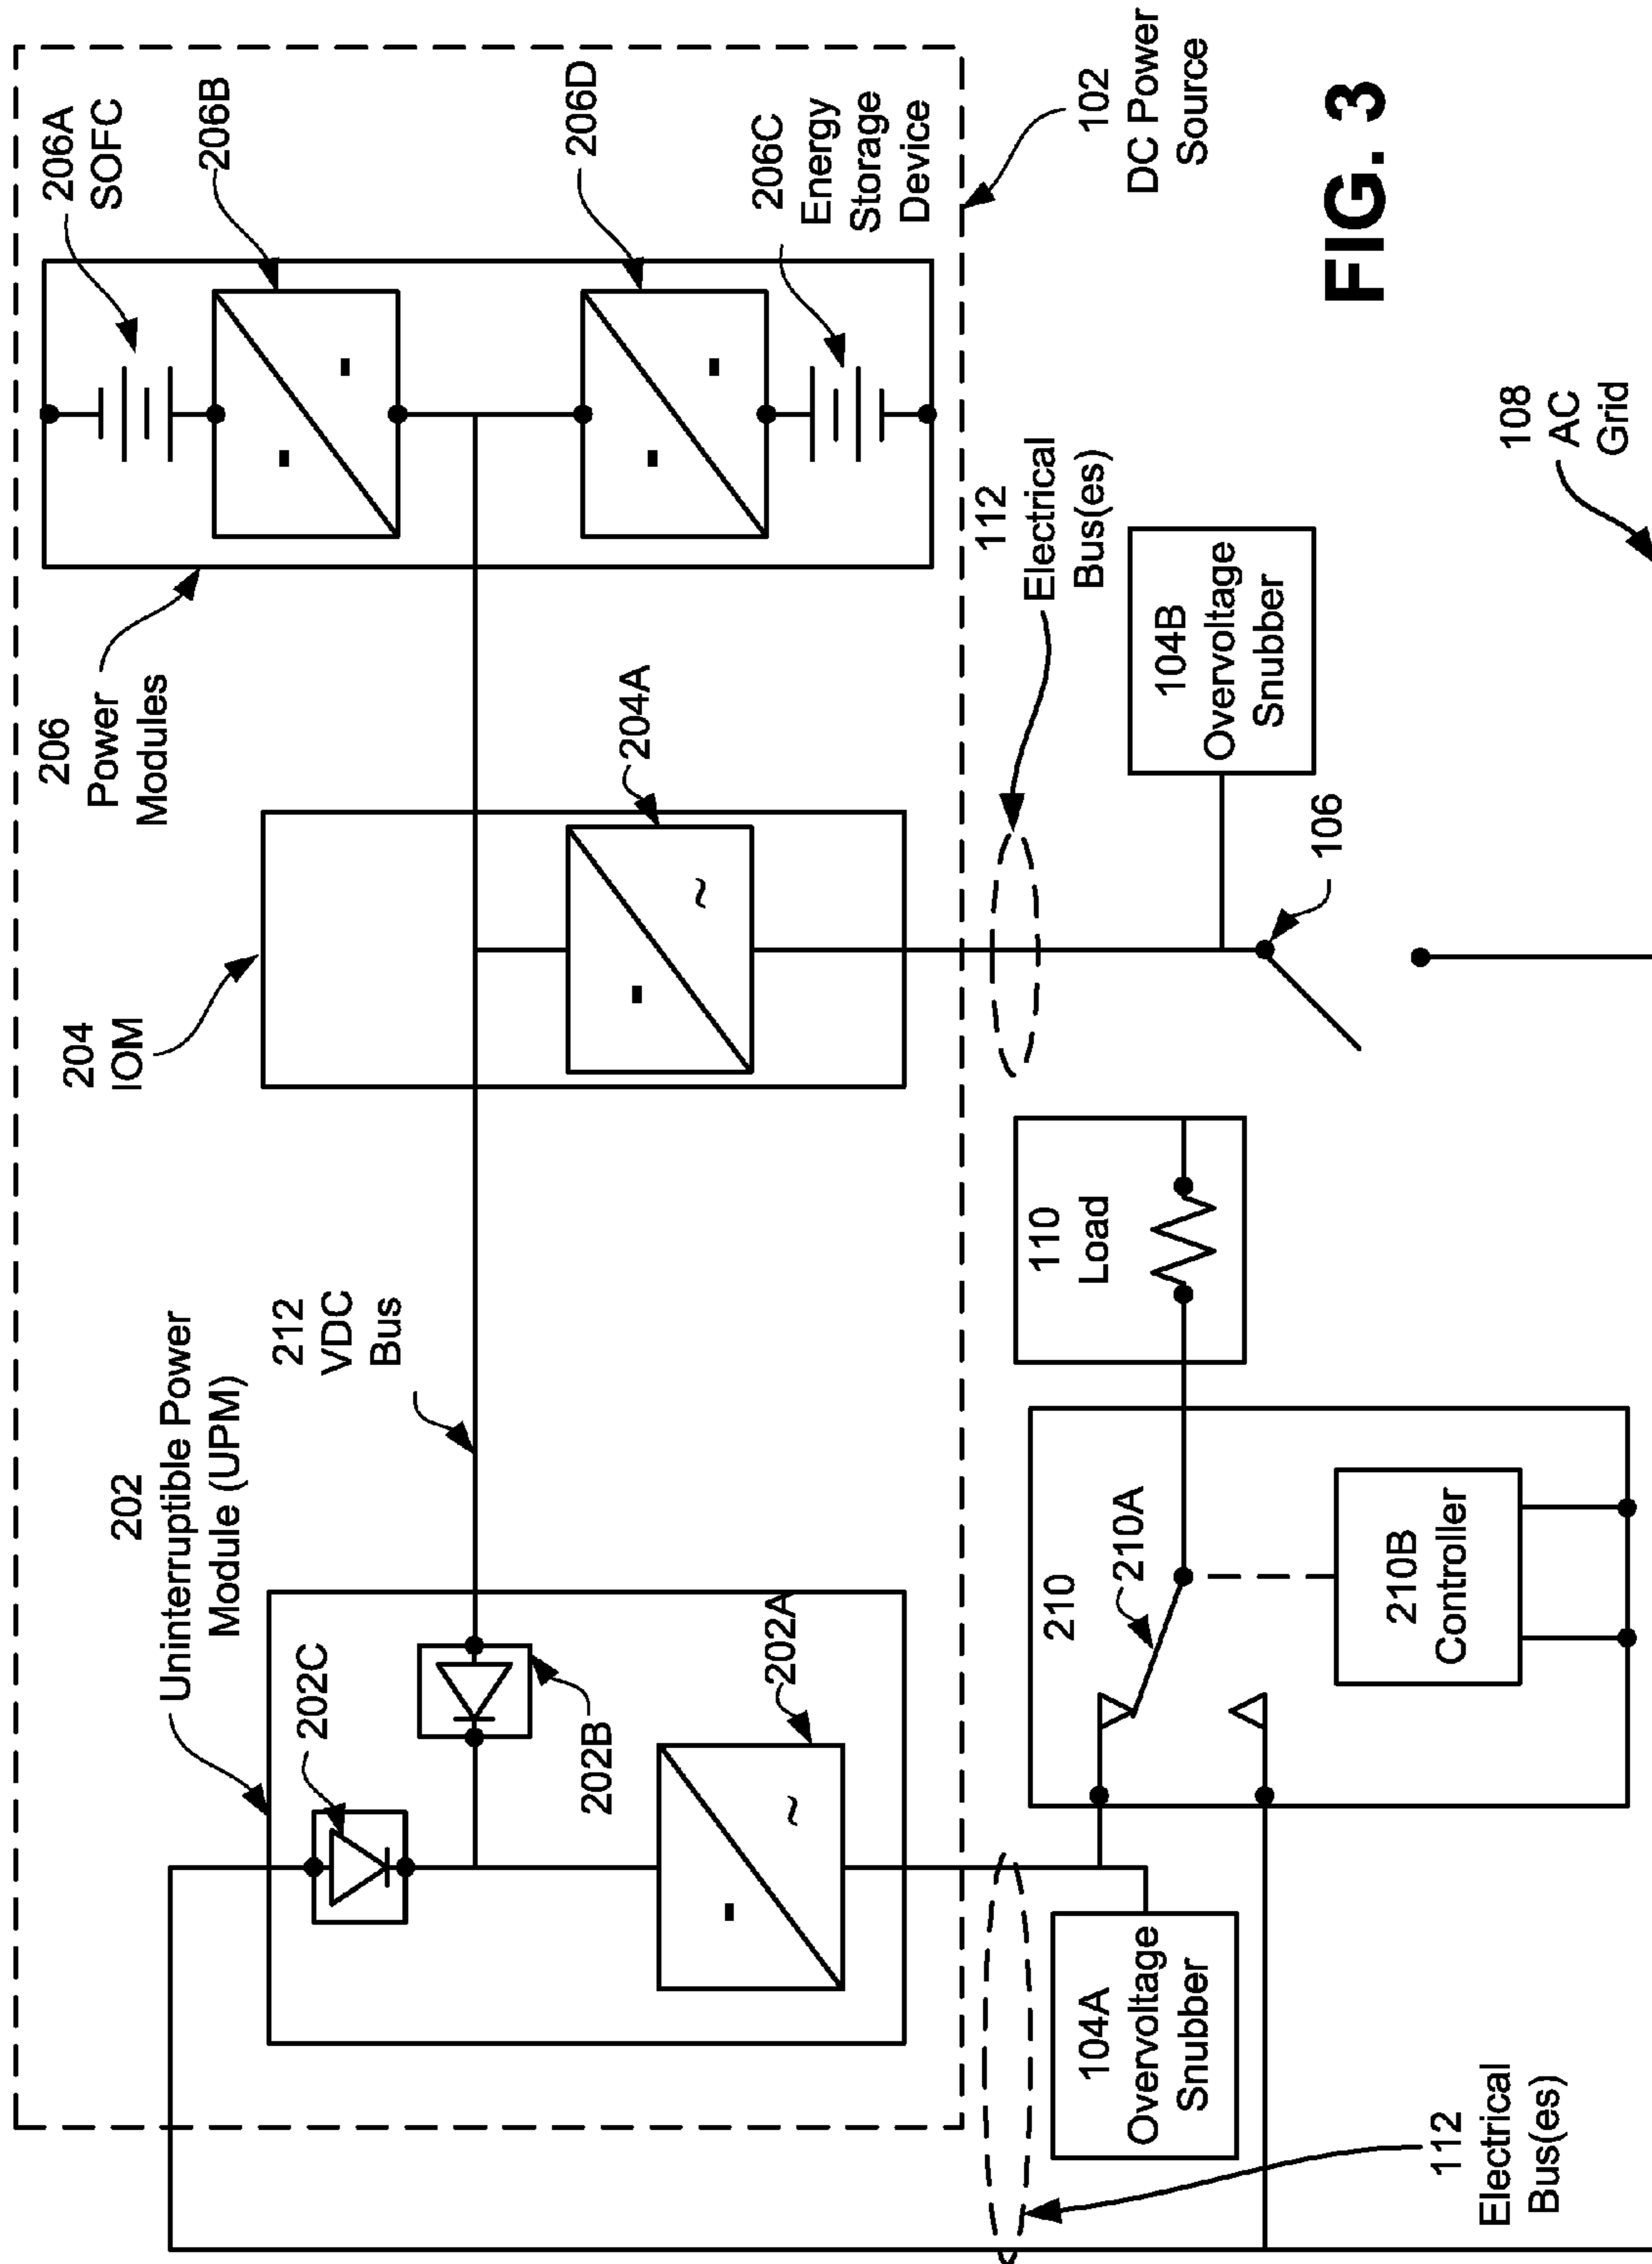 202
Uninterruptible Power
Module (UPM)
202C
202B
202A
212
VDC
Bus
204
IOM
204A
206
Power
Modules
206A
SOFC
206B
206D
206C
Energy
Storage
Device
102
DC Power
Source
112
Electrical
Bus(es)
104A
Overvoltage
Snubber
112
Electrical
Bus(es)
210
210A
210B
Controller
110
Load
106
104B
Overvoltage
Snubber
108
AC
Grid
FIG. 3